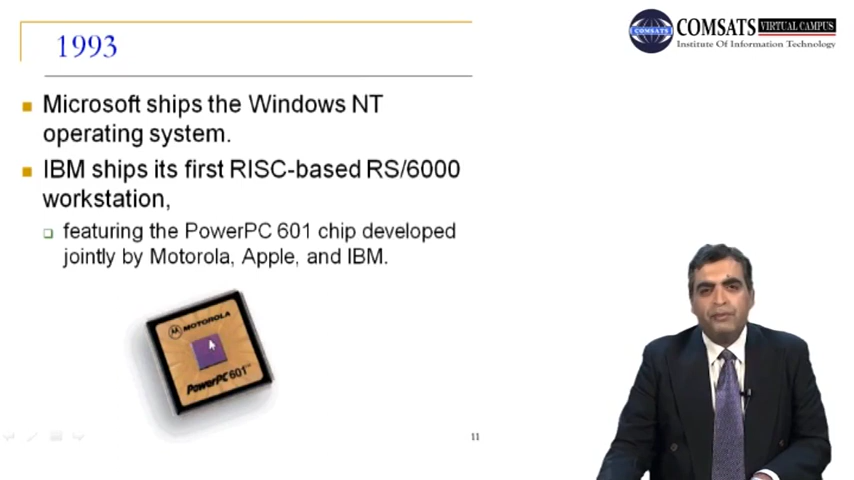 1993
COMSATS VIRTUAL CAMPUS
Institute Of Information Technology
COMSATS
Microsoft ships the Windows NT
operating system.
IBM ships its first RISC-based RS/6000
workstation,
featuring the PowerPC 601 chip developed
jointly by Motorola, Apple, and IBM.
MOTOROLA
PowerPC 601™
11